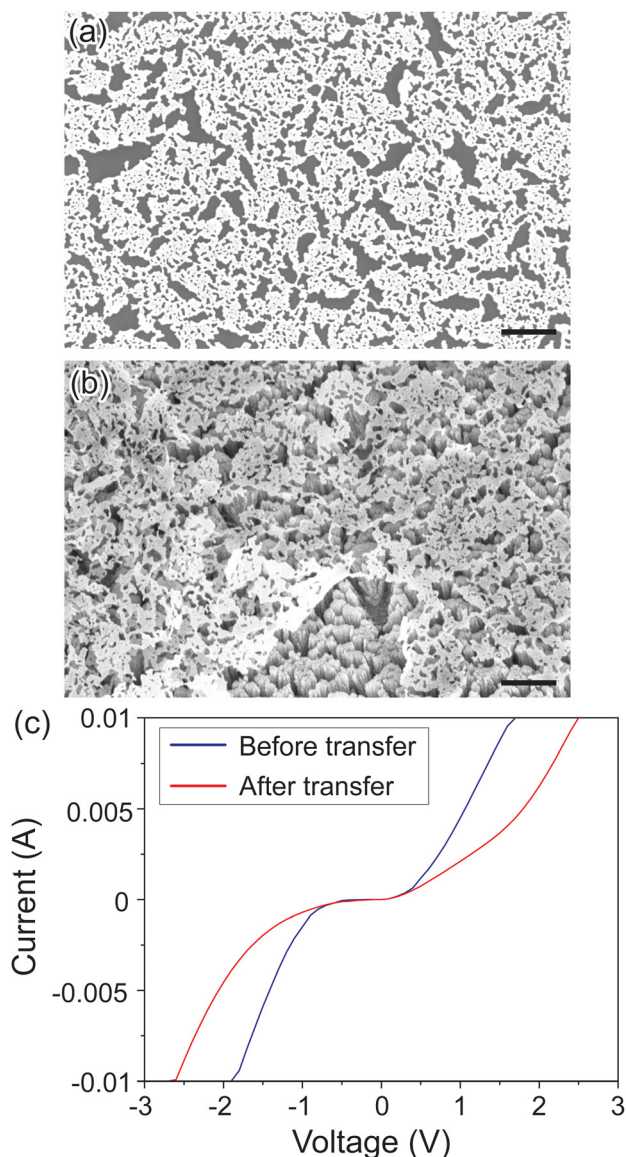 (a)
(b)
(c)
0.01
Before transfer
After transfer
0.005
0
-0.005
-0.01
Current (A)
-3
-2
-1
0
1
2
3
Voltage (V)